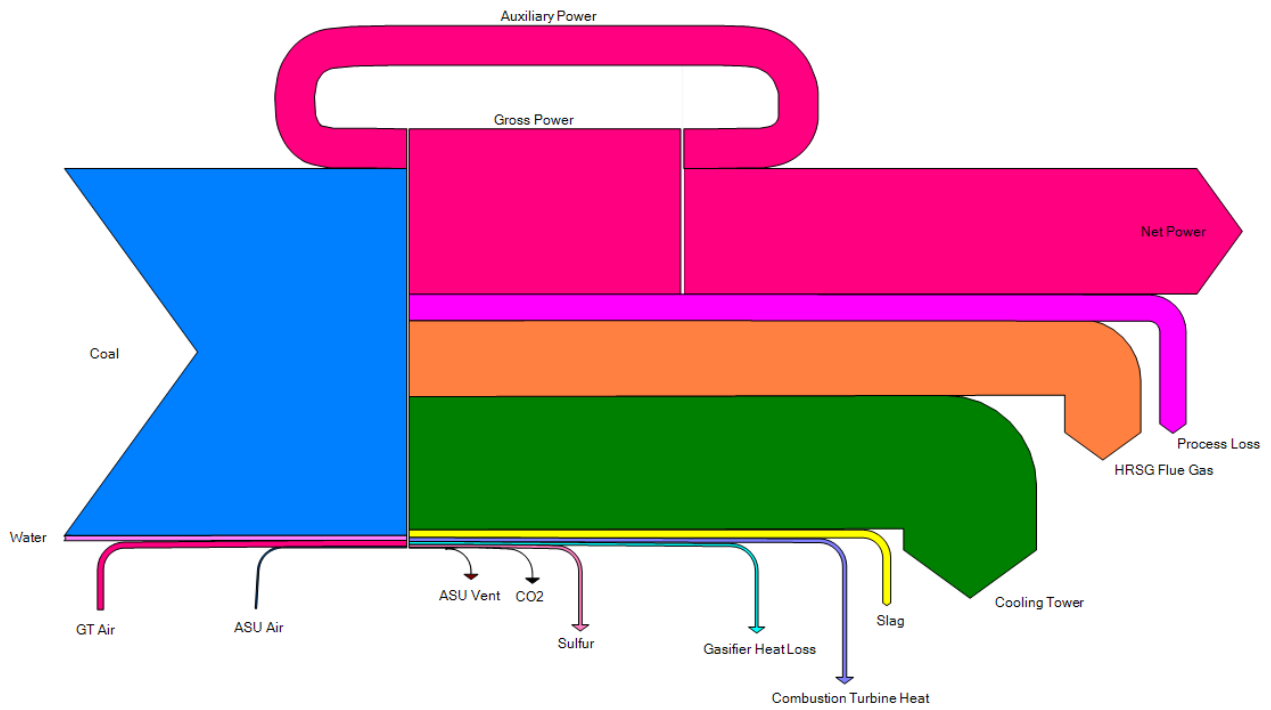 Auxiliary Power
Gross Power
Net Power
Coal
Process Loss
HRSG Flue Gas
Water
ASU Vent
CO2
Cooling Tower
Slag
GT Air
ASU Air
Sulfur
Gasifier Heat Loss
Combustion Turbine Heat